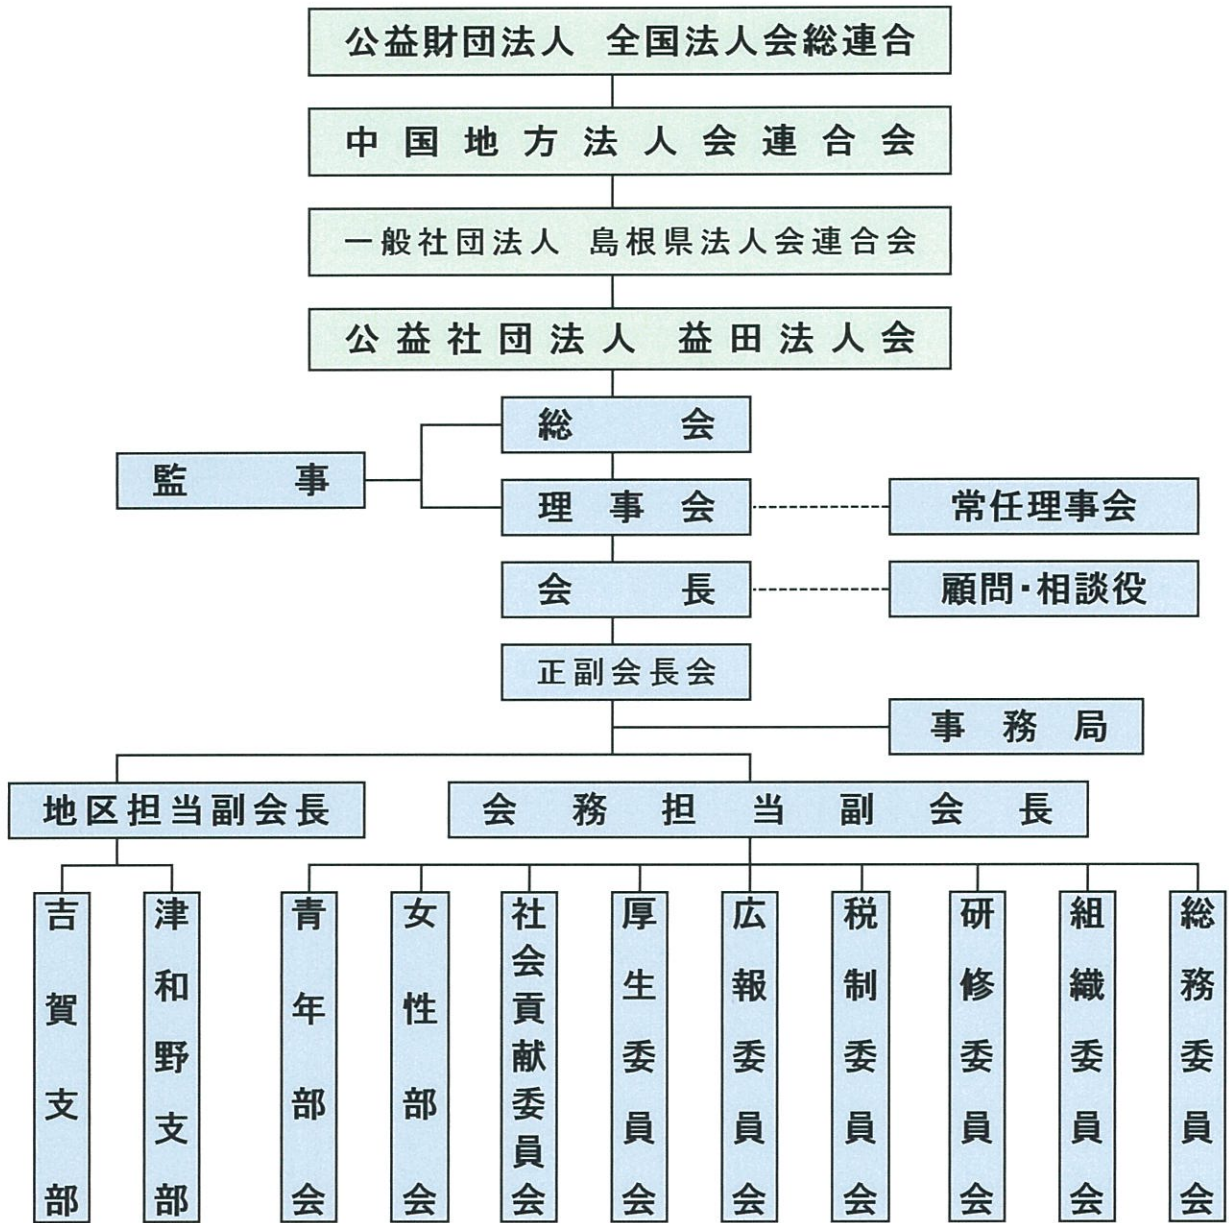 公益財団法人 全国法人会総連合
中国地方法人会連合会
一般社団法人 島根県法人会連合会
公益社団法人 益田法人会
総会
監事
理事会
常任理事会
会長
顧問・相談役
正副会長会
事務局
地区担当副会長
会務担当副会長
吉賀支部
津和野支部
青年部会
女性部会
社会貢献委員会
厚生委員会
広報委員会
税制委員会
研修委員会
組織委員会
総務委員会